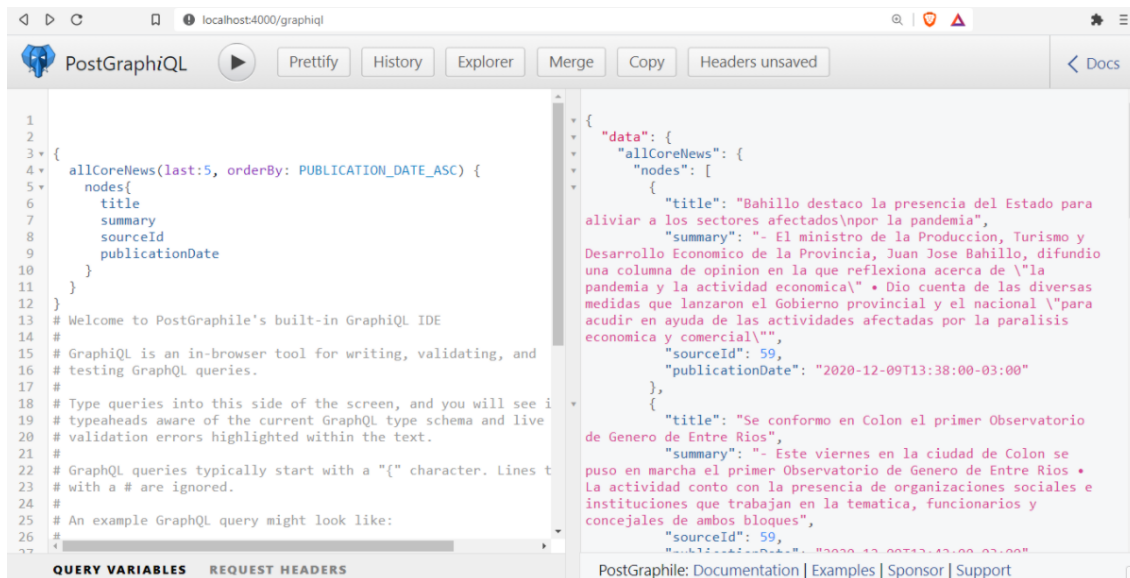 localhost:4000/graphiql
PostGraphiQL Prettify History Explorer Merge Copy Headers unsaved Docs
1
2
3 {
4 allCoreNews(last:5, orderBy: PUBLICATION_DATE_ASC) {
5 nodes{
6 title
7 summary
8 sourceId
9 publicationDate
10 }
11 }
12 }
13 # Welcome to PostGraphile's built-in GraphiQL IDE
14 #
15 # GraphiQL is an in-browser tool for writing, validating, and
16 # testing GraphQL queries.
17 #
18 # Type queries into this side of the screen, and you will see i
19 # typeaheads aware of the current GraphQL type schema and live
20 # validation errors highlighted within the text.
21 #
22 # GraphQL queries typically start with a "{" character. Lines t
23 # with a # are ignored.
24 #
25 # An example GraphQL query might look like:
26 #
27
QUERY VARIABLES REQUEST HEADERS
{
"data": {
"allCoreNews": {
"nodes": [
{
"title": "Bahillo destaco la presencia del Estado para
aliviar a los sectores afectados\npor la pandemia",
"summary": "- El ministro de la Produccion, Turismo y
Desarrollo Economico de la Provincia, Juan Jose Bahillo, difundio
una columna de opinion en la que reflexiona acerca de \"la
pandemia y la actividad economica\" • Dio cuenta de las diversas
medidas que lanzaron el Gobierno provincial y el nacional \"para
acudir en ayuda de las actividades afectadas por la paralisis
economica y comercial\"",
"sourceId": 59,
"publicationDate": "2020-12-09T13:38:00-03:00"
},
{
"title": "Se conformo en Colon el primer Observatorio
de Genero de Entre Rios",
"summary": "- Este viernes en la ciudad de Colon se
puso en marcha el primer Observatorio de Genero de Entre Rios •
La actividad conto con la presencia de organizaciones sociales e
instituciones que trabajan en la tematica, funcionarios y
concejales de ambos bloques",
"sourceId": 59,
"publicationDate": "2020-12-09T13:42:00-03:00"
PostGraphile: Documentation | Examples | Sponsor | Support